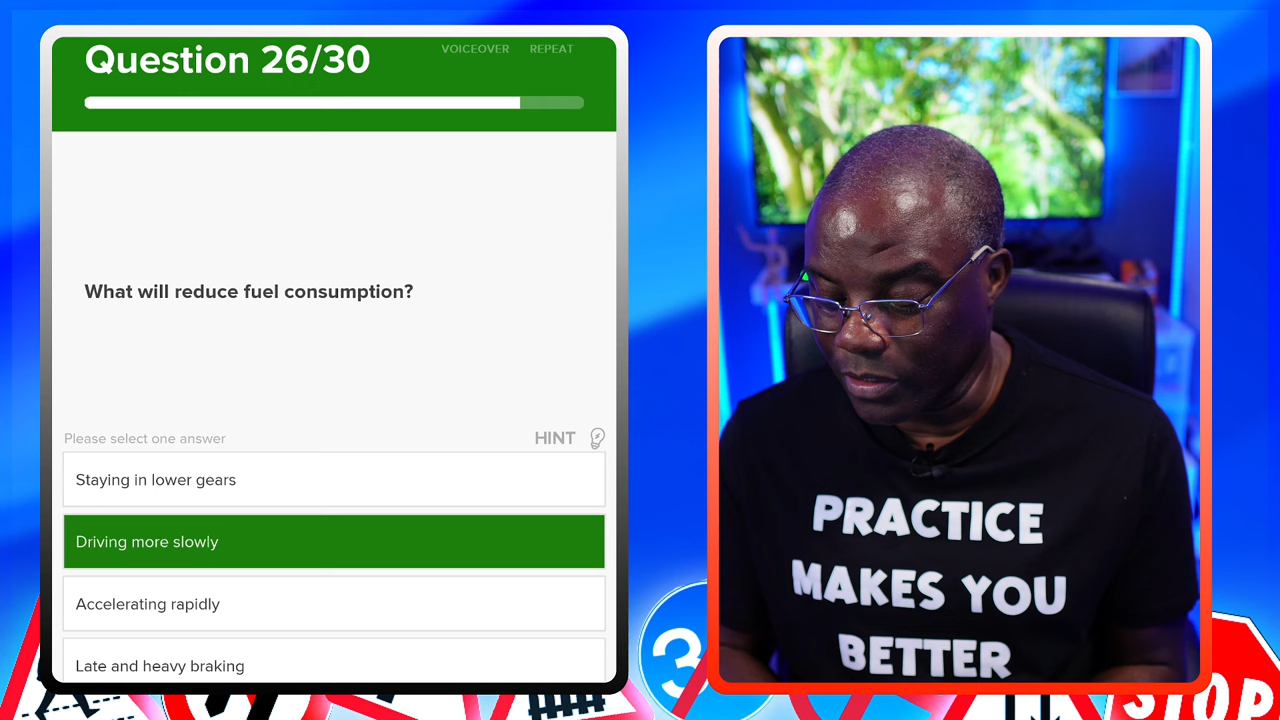 Question 26/30
VOICEOVER REPEAT
What will reduce fuel consumption?
Please select one answer
HINT
Staying in lower gears
Driving more slowly
Accelerating rapidly
Late and heavy braking
PRACTICE
MAKES YOU
BETTER
3
STOP